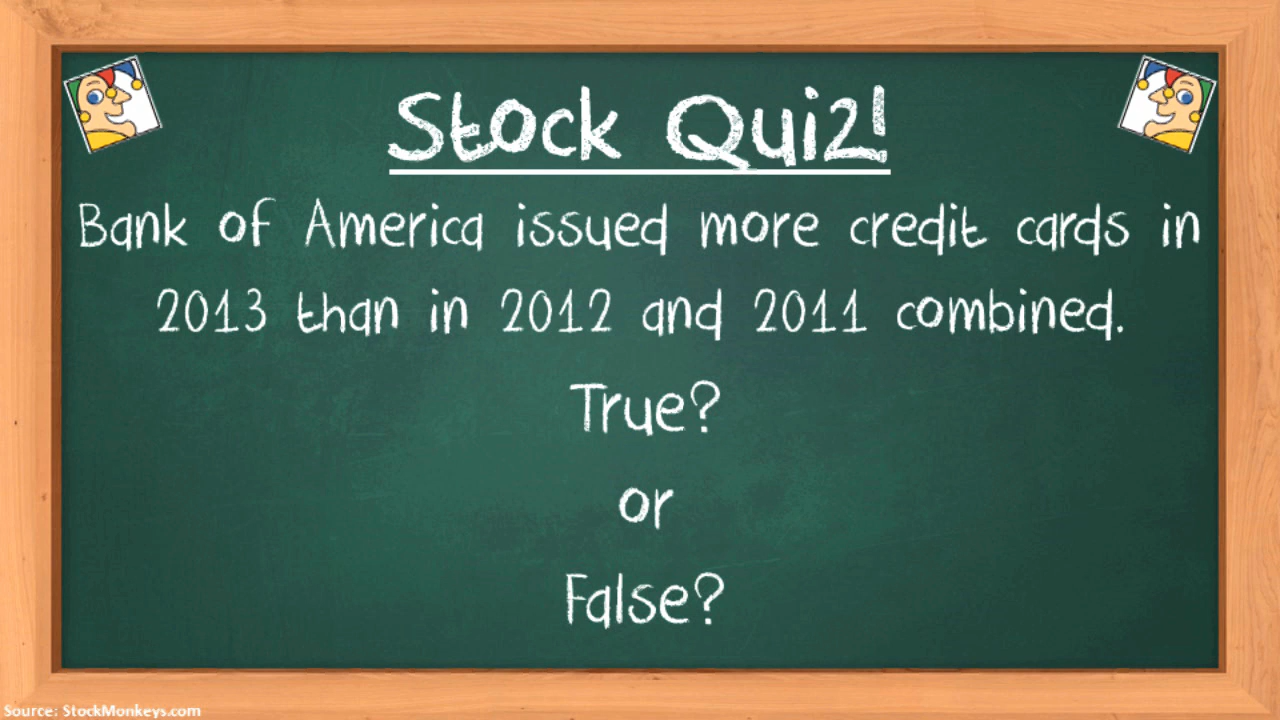 Stock Quiz!
Bank of America issued more credit cards in
2013 than in 2012 and 2011 combined.
True?
or
False?
Source: StockMonkeys.com